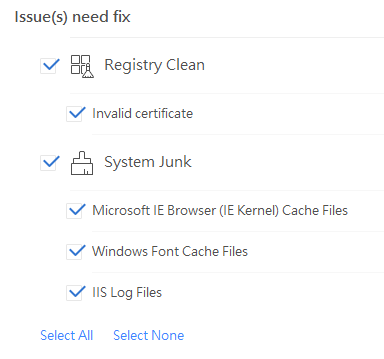 Issue(s) need fix
Registry Clean
Invalid certificate
System Junk
Microsoft IE Browser (IE Kernel) Cache Files
Windows Font Cache Files
IIS Log Files
Select All Select None